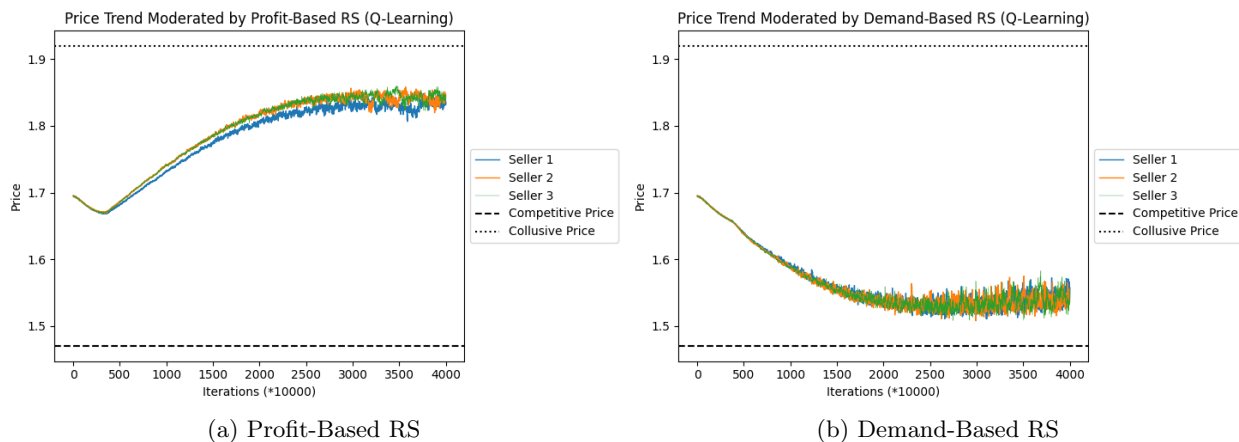 Price Trend Moderated by Profit-Based RS (Q-Learning)
1.9
1.8
1.7
1.6
1.5
Price
0 500 1000 1500 2000 2500 3000 3500 4000
Iterations (*10000)
Seller 1
Seller 2
Seller 3
Competitive Price
Collusive Price
(a) Profit-Based RS
Price Trend Moderated by Demand-Based RS (Q-Learning)
1.9
1.8
1.7
1.6
1.5
Price
0 500 1000 1500 2000 2500 3000 3500 4000
Iterations (*10000)
Seller 1
Seller 2
Seller 3
Competitive Price
Collusive Price
(b) Demand-Based RS